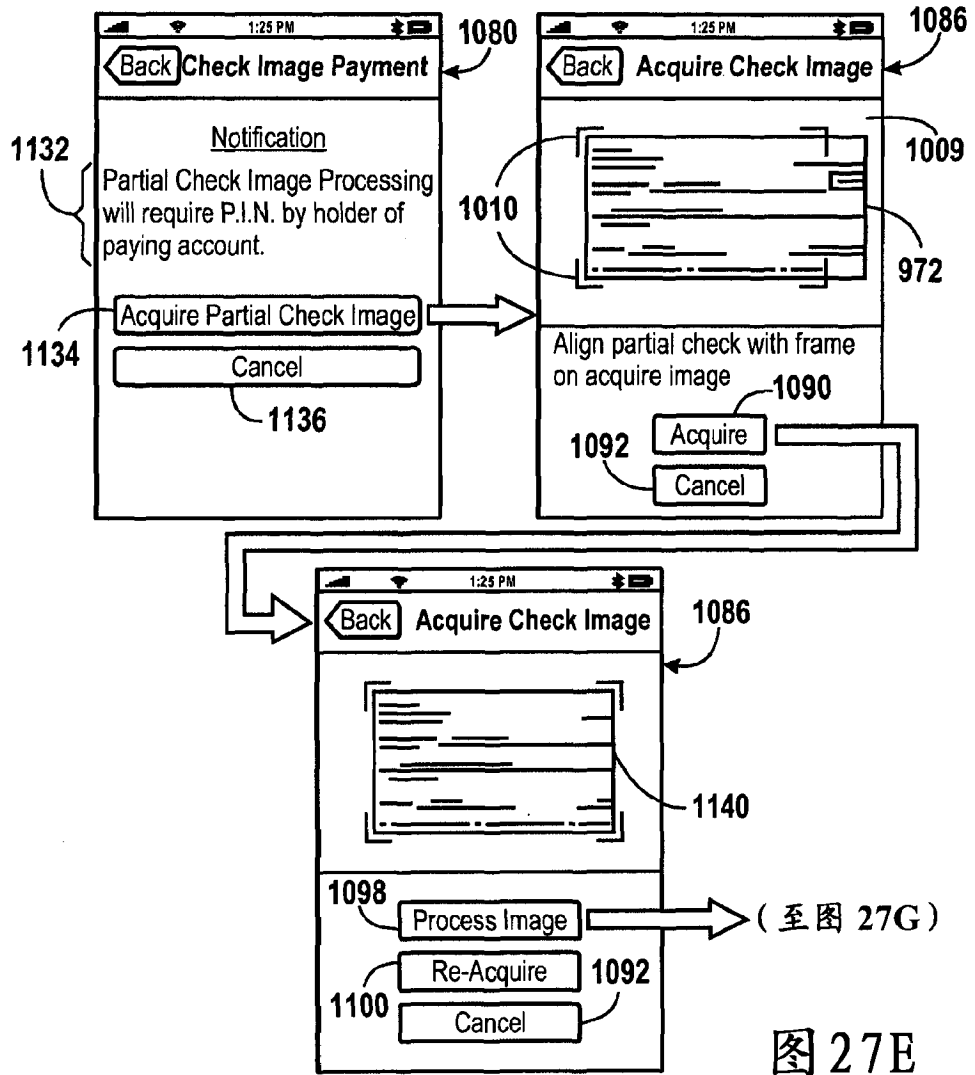 1:25 PM
Back Check Image Payment
1080
Notification
1132
Partial Check Image Processing
will require P.I.N. by holder of
paying account.
Acquire Partial Check Image
1134
Cancel
1136
1:25 PM
1086
Back Acquire Check Image
1009
1010
972
Align partial check with frame
on acquire image
1090
Acquire
1092
Cancel
1:25 PM
Back Acquire Check Image
1086
1140
1098
Process Image
(至图 27G)
Re-Acquire
1100
1092
Cancel
图 27E